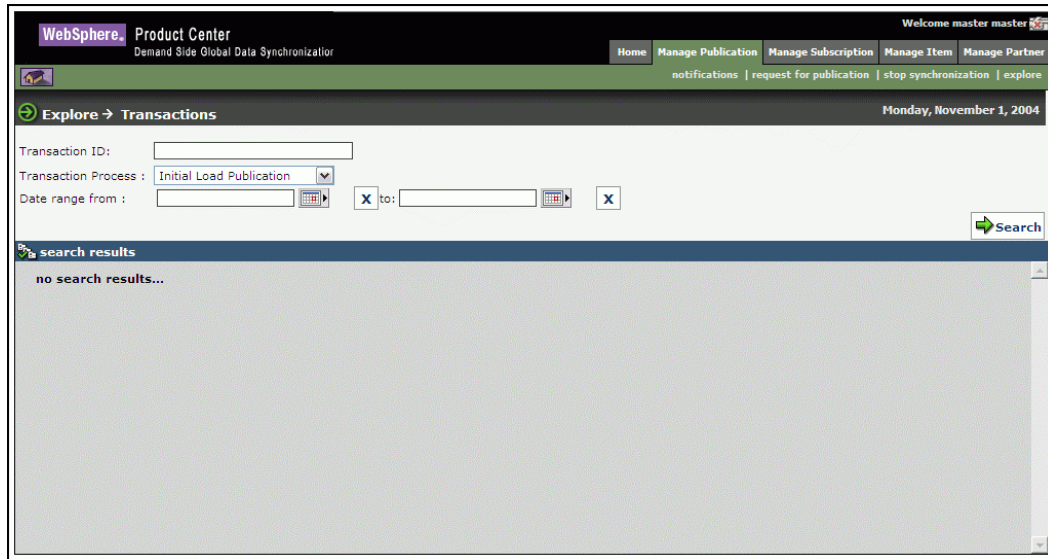 Welcome master master
WebSphere. Product Center
Demand Side Global Data Synchronization
Home Manage Publication Manage Subscription Manage Item Manage Partner
notifications | request for publication | stop synchronization | explore
Explore → Transactions
Monday, November 1, 2004
Transaction ID:
Transaction Process : Initial Load Publication
Date range from : X to: X
Search
search results
no search results...